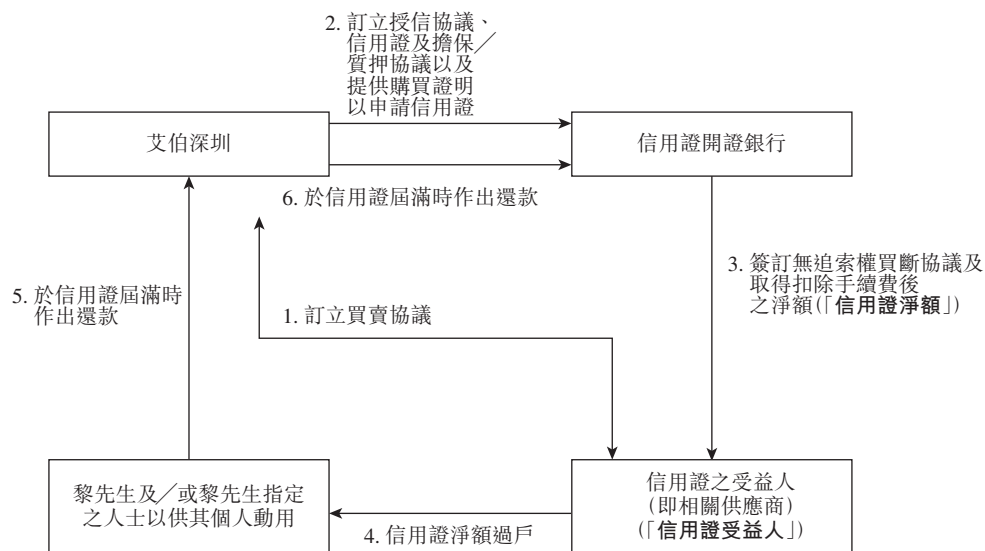 2. 訂立授信協議、
信用證及擔保／
質押協議以及
提供購買證明
以申請信用證
艾伯深圳
信用證開證銀行
6. 於信用證屆滿時作出還款
3. 簽訂無追索權買斷協議及
取得扣除手續費後
之淨額(「信用證淨額」)
5. 於信用證屆滿時
作出還款
1. 訂立買賣協議
黎先生及／或黎先生指定
之人士以供其個人動用
信用證之受益人
(即相關供應商)
(「信用證受益人」)
4. 信用證淨額過戶